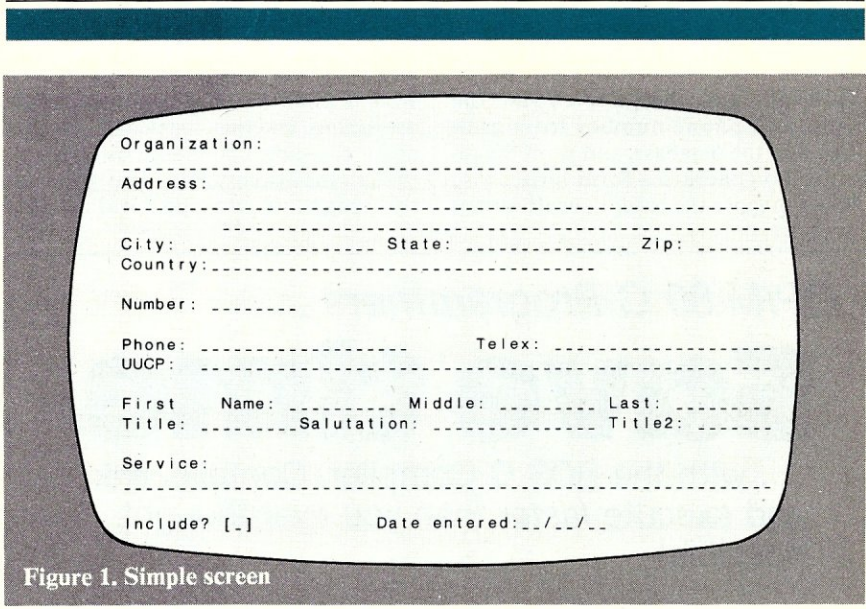 Organization:
Address:
City: State: Zip:
Country:
Number:
Phone: Telex:
UUCP:
First Name: Middle: Last:
Title: Salutation: Title2:
Service:
Include? [_] Date entered:__/__/__
Figure 1. Simple screen